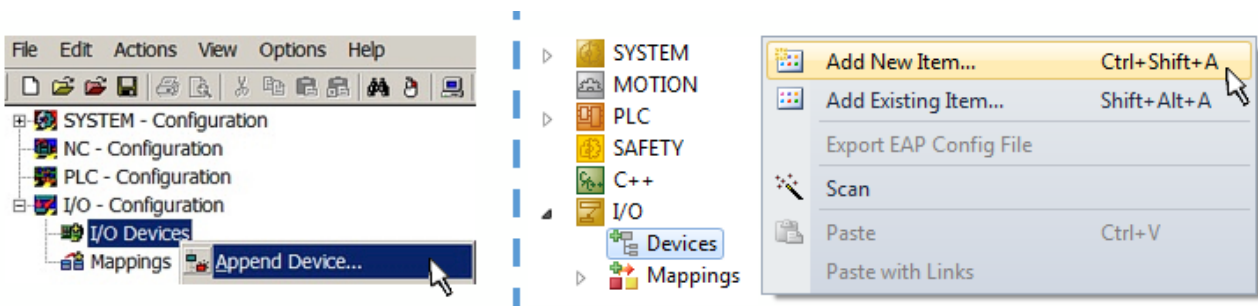 File Edit Actions View Options Help
SYSTEM - Configuration
NC - Configuration
PLC - Configuration
I/O - Configuration
I/O Devices
Mappings
Append Device...
SYSTEM
MOTION
PLC
SAFETY
C++
I/O
Devices
Mappings
Add New Item... Ctrl+Shift+A
Add Existing Item... Shift+Alt+A
Export EAP Config File
Scan
Paste Ctrl+V
Paste with Links